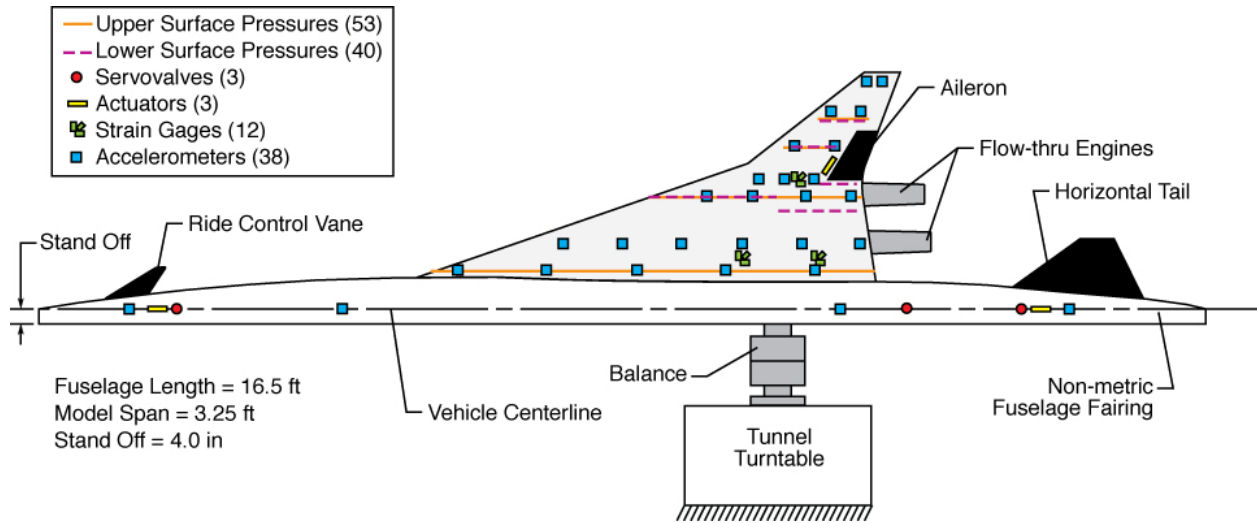 Upper Surface Pressures (53)
Lower Surface Pressures (40)
Servovalves (3)
Actuators (3)
Strain Gages (12)
Accelerometers (38)
Aileron
Flow-thru Engines
Horizontal Tail
Ride Control Vane
Stand Off
Balance
Vehicle Centerline
Non-metric
Fuselage Fairing
Fuselage Length = 16.5 ft
Model Span = 3.25 ft
Stand Off = 4.0 in
Tunnel
Turntable